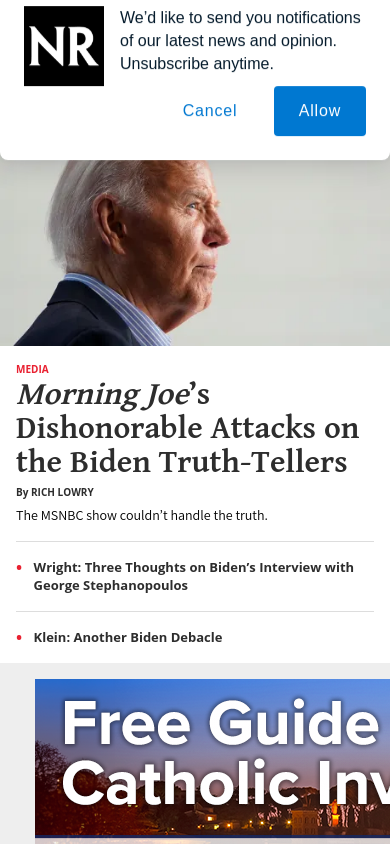 NR
We’d like to send you notifications
of our latest news and opinion.
Unsubscribe anytime.
Cancel
Allow
MEDIA
Morning Joe’s
Dishonorable Attacks on
the Biden Truth-Tellers
By RICH LOWRY
The MSNBC show couldn’t handle the truth.
• Wright: Three Thoughts on Biden’s Interview with
George Stephanopoulos
• Klein: Another Biden Debacle
Free Guide
Catholic Inv